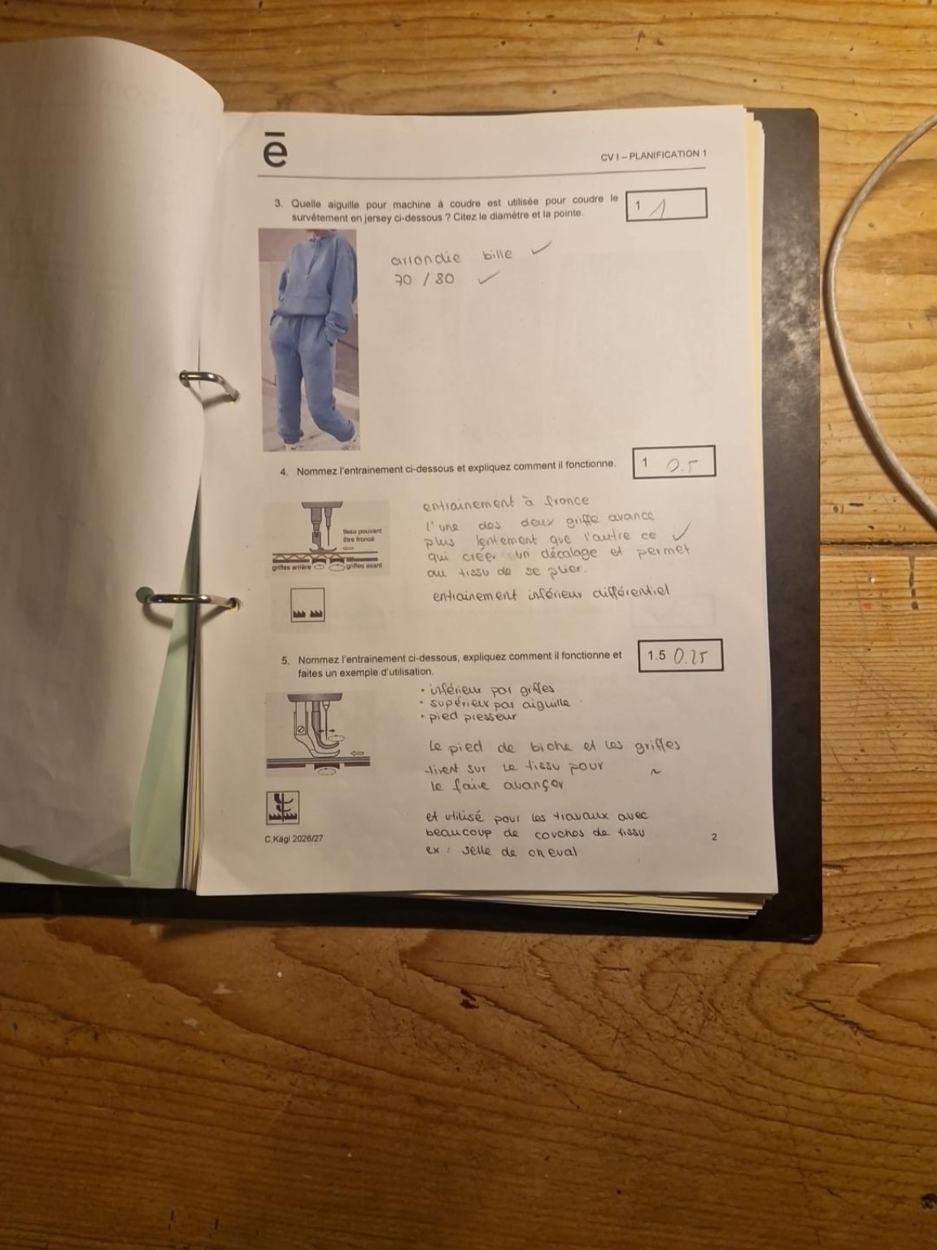 ē
CV I – PLANIFICATION 1
3. Quelle aiguille pour machine à coudre est utilisée pour coudre le
survêtement en jersey ci-dessous ? Citez le diamètre et la pointe.
1 1
arrondie bille ✓
70 / 80 ✓
4. Nommez l'entrainement ci-dessous et expliquez comment il fonctionne.
1 0.5
tissu pouvant
être froncé
griffes arrière
griffes avant
entrainement à fronce
l'une des deux griffe avance
plus lentement que l'autre ce ✓
qui créer un décalage et permet
au tissu de se plier.
entrainement inférieur différentiel
5. Nommez l'entrainement ci-dessous, expliquez comment il fonctionne et
faites un exemple d'utilisation.
1.5 0.25
• inférieur par griffes
• supérieur par aiguille
• pied presseur
Le pied de biche et les griffes
tirent sur le tissu pour ~
le faire avancer
et utilisé pour les travaux avec
beaucoup de couches de tissu
ex : selle de cheval
C.Kägi 2026/27
2